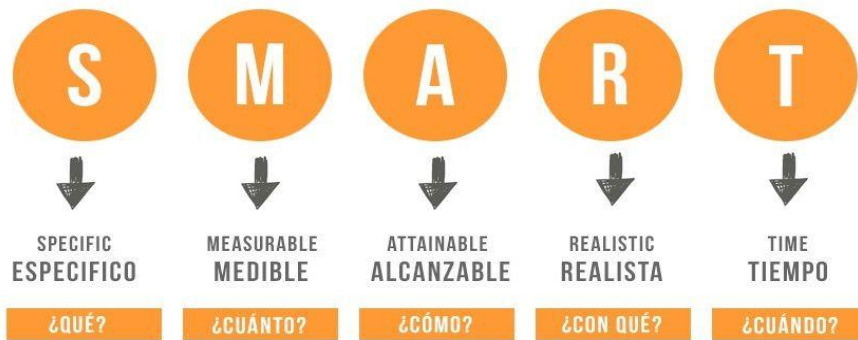 S M A R T
SPECIFIC MEASURABLE ATTAINABLE REALISTIC TIME
ESPECIFICO MEDIBLE ALCANZABLE REALISTA TIEMPO
¿QUÉ? ¿CUÁNTO? ¿CÓMO? ¿CON QUÉ? ¿CUÁNDO?